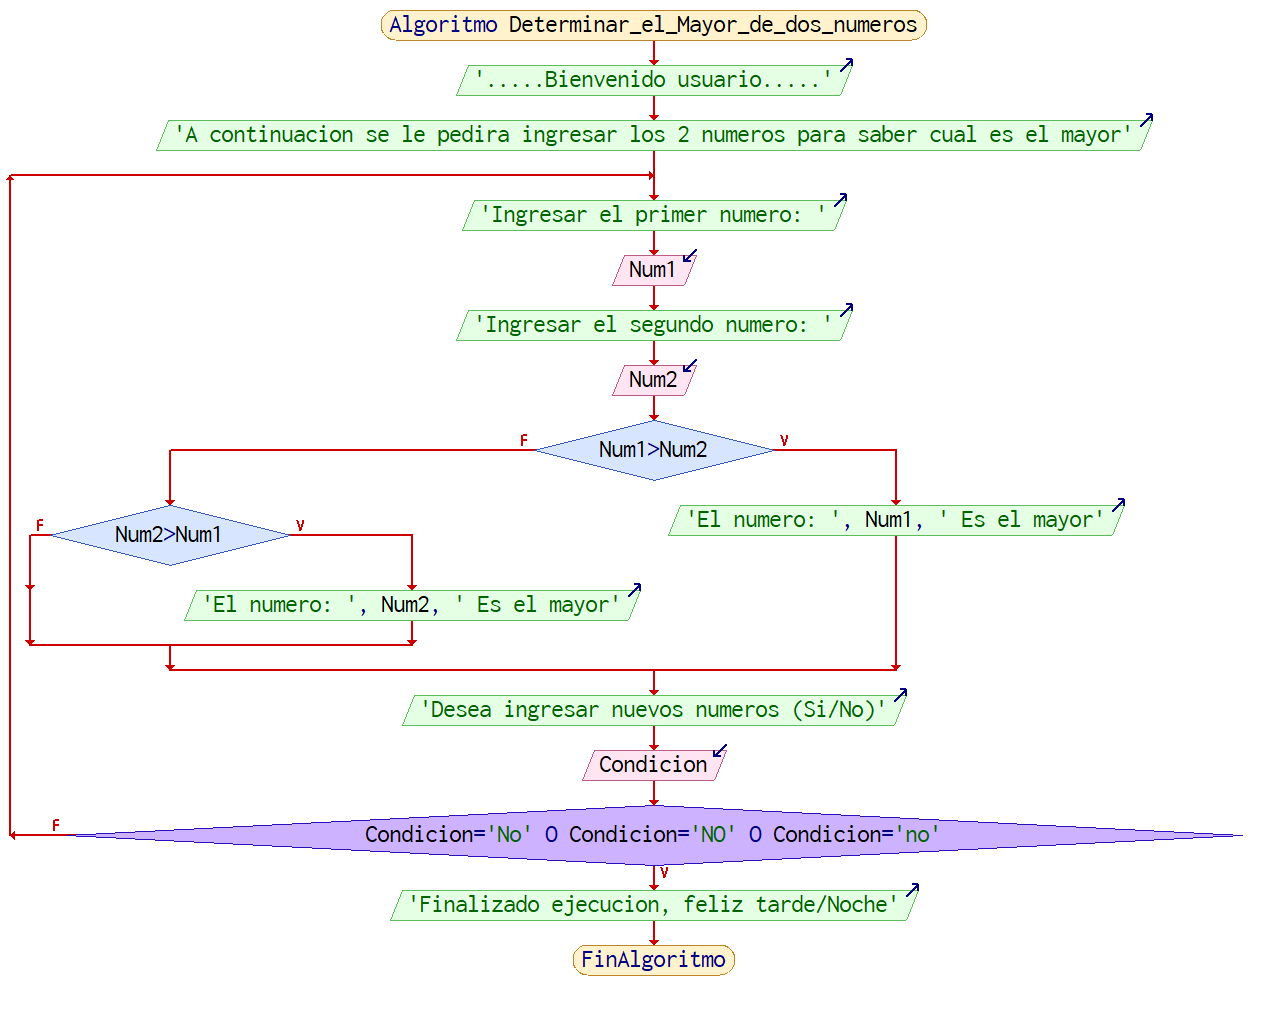 Algoritmo Determinar_el_Mayor_de_dos_numeros
'.....Bienvenido usuario.....'
'A continuacion se le pedira ingresar los 2 numeros para saber cual es el mayor'
'Ingresar el primer numero: '
Num1
'Ingresar el segundo numero: '
Num2
F
V
Num1>Num2
'El numero: ', Num1, ' Es el mayor'
F
V
Num2>Num1
'El numero: ', Num2, ' Es el mayor'
'Desea ingresar nuevos numeros (Si/No)'
Condicion
F
Condicion='No' O Condicion='NO' O Condicion='no'
V
'Finalizado ejecucion, feliz tarde/Noche'
FinAlgoritmo